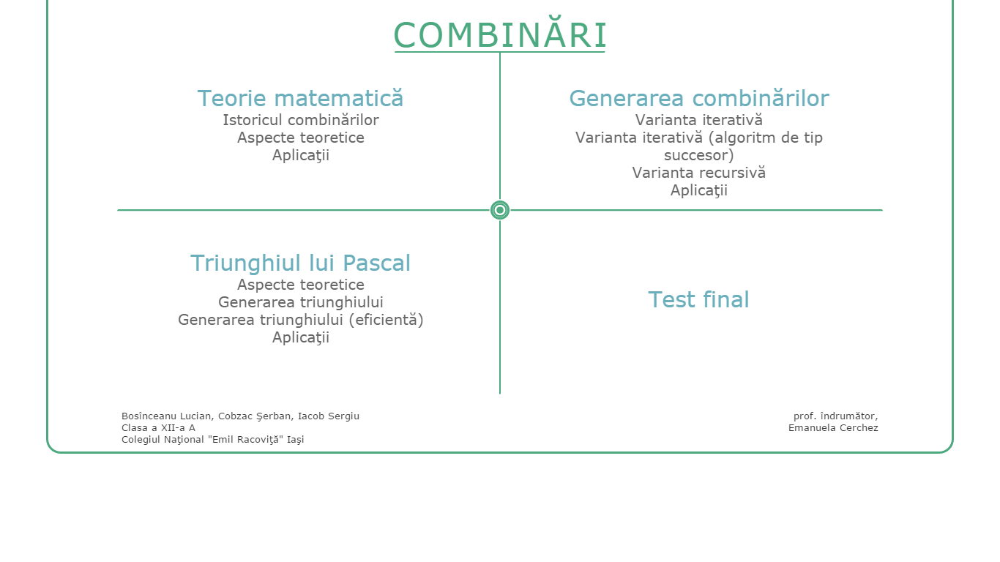 COMBINĂRI
Teorie matematică
Istoricul combinărilor
Aspecte teoretice
Aplicaţii
Generarea combinărilor
Varianta iterativă
Varianta iterativă (algoritm de tip
succesor)
Varianta recursivă
Aplicaţii
Triunghiul lui Pascal
Aspecte teoretice
Generarea triunghiului
Generarea triunghiului (eficientă)
Aplicaţii
Test final
Bosînceanu Lucian, Cobzac Şerban, Iacob Sergiu
Clasa a XII-a A
Colegiul Naţional "Emil Racoviţă" Iaşi
prof. îndrumător,
Emanuela Cerchez